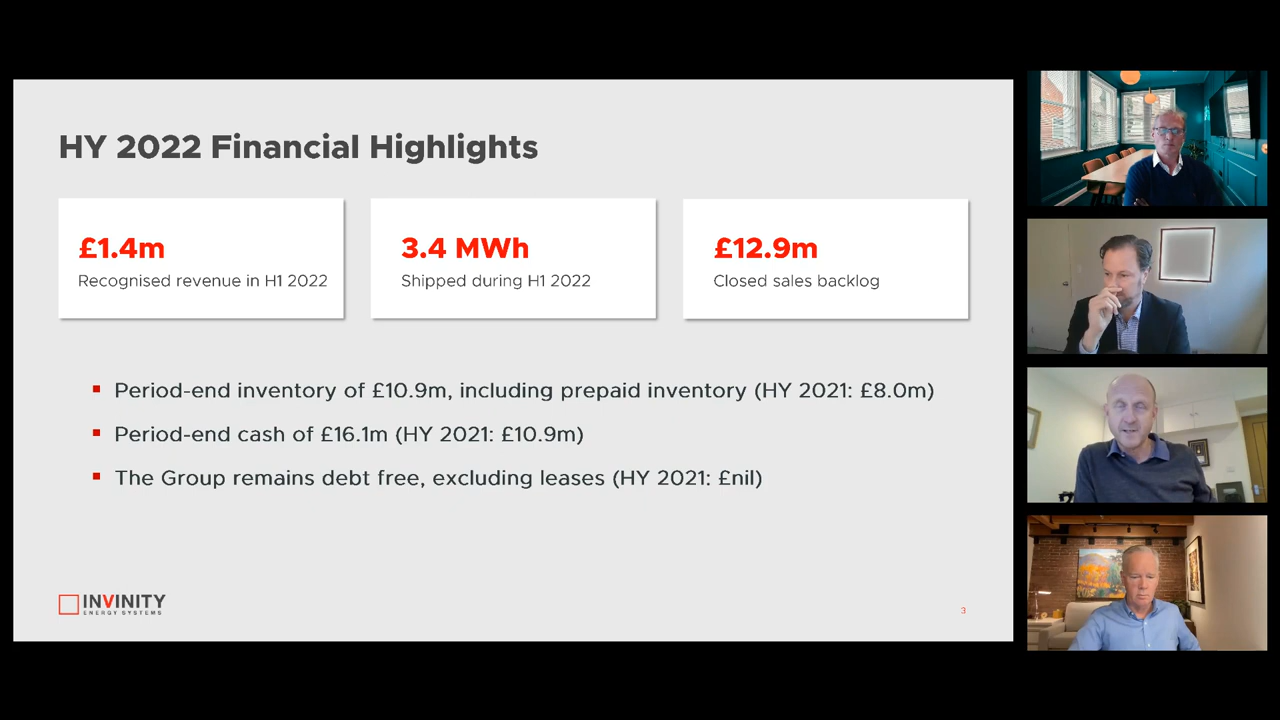 HY 2022 Financial Highlights
£1.4m
Recognised revenue in H1 2022
3.4 MWh
Shipped during H1 2022
£12.9m
Closed sales backlog
Period-end inventory of £10.9m, including prepaid inventory (HY 2021: £8.0m)
Period-end cash of £16.1m (HY 2021: £10.9m)
The Group remains debt free, excluding leases (HY 2021: £nil)
INVINITY
ENERGY SYSTEMS
3